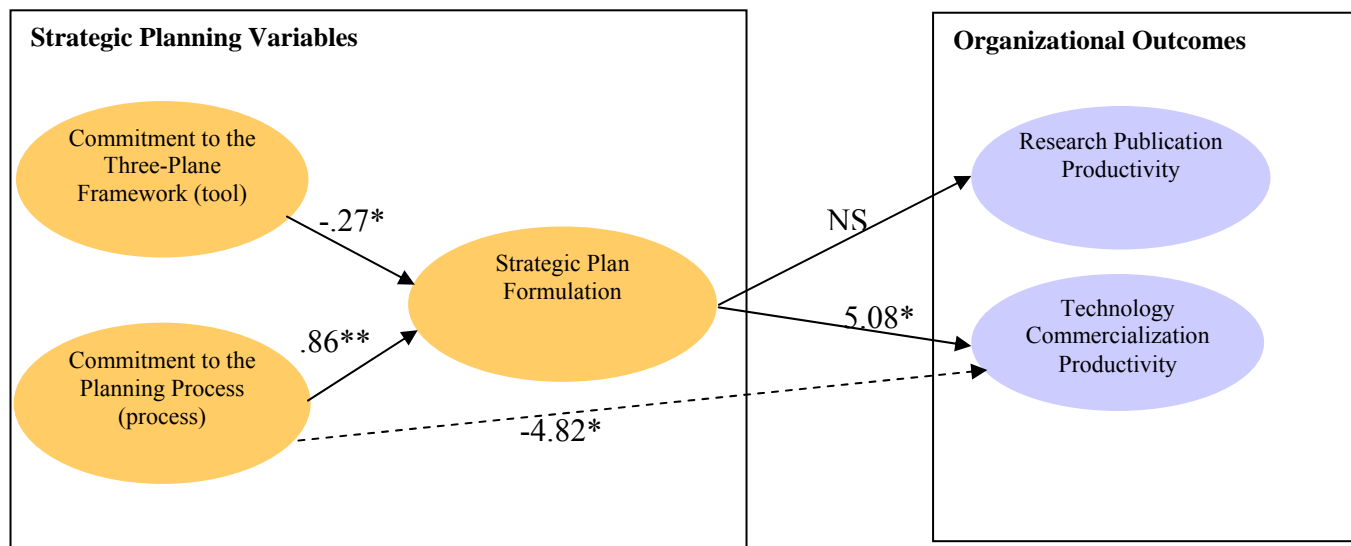 Strategic Planning Variables
Commitment to the
Three-Plane
Framework (tool)
-.27*
Strategic Plan
Formulation
.86**
Commitment to the
Planning Process
(process)
-4.82*
NS
5.08*
Organizational Outcomes
Research Publication
Productivity
Technology
Commercialization
Productivity